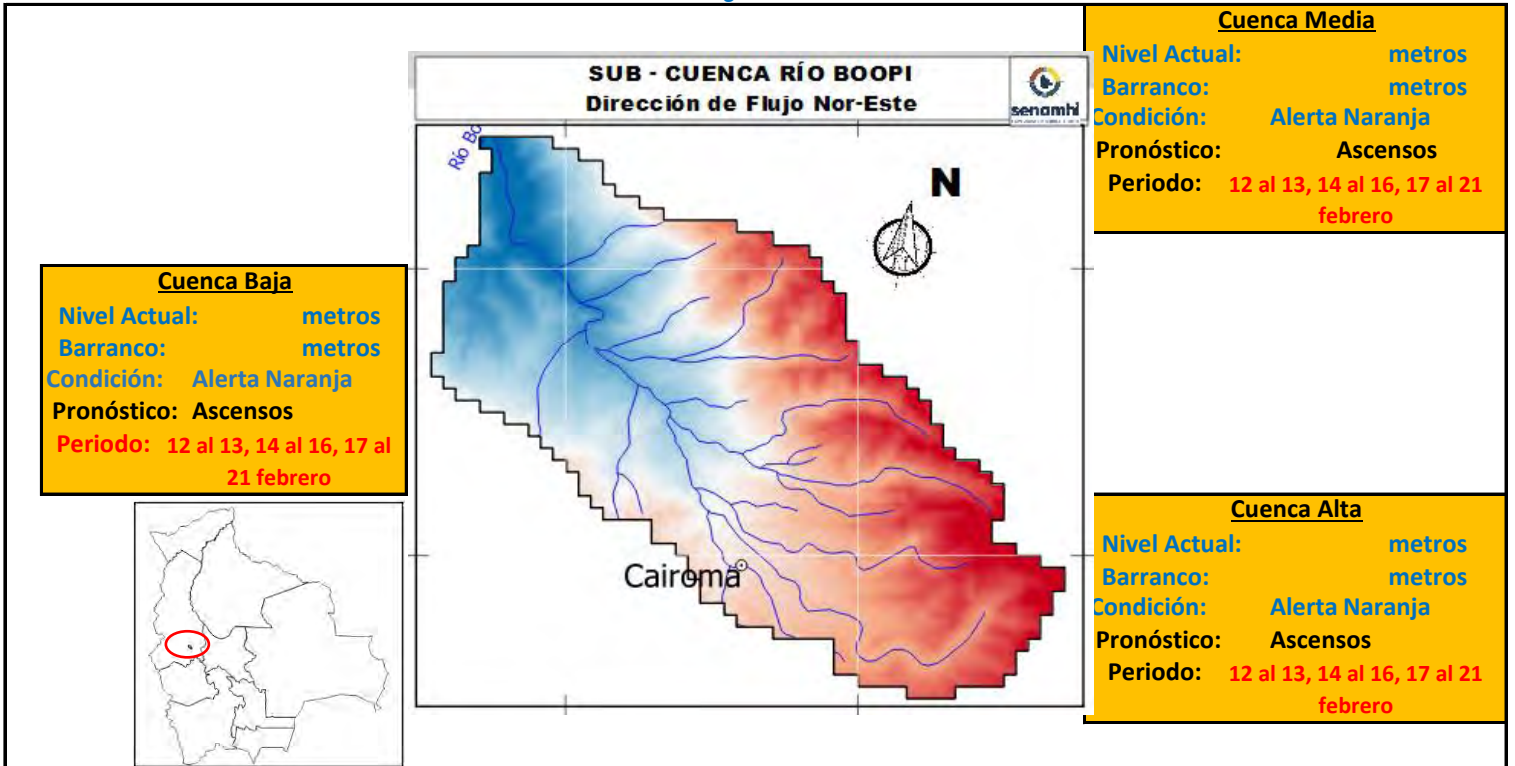 Cuenca Media
Nivel Actual: metros
Barranco: metros
Condición: Alerta Naranja
Pronóstico: Ascensos
Periodo: 12 al 13, 14 al 16, 17 al 21
febrero
SUB - CUENCA RÍO BOOPI
Dirección de Flujo Nor-Este
senamhi
Río Bo
N
Cuenca Baja
Nivel Actual: metros
Barranco: metros
Condición: Alerta Naranja
Pronóstico: Ascensos
Periodo: 12 al 13, 14 al 16, 17 al
21 febrero
Cairoma
Cuenca Alta
Nivel Actual: metros
Barranco: metros
Condición: Alerta Naranja
Pronóstico: Ascensos
Periodo: 12 al 13, 14 al 16, 17 al 21
febrero